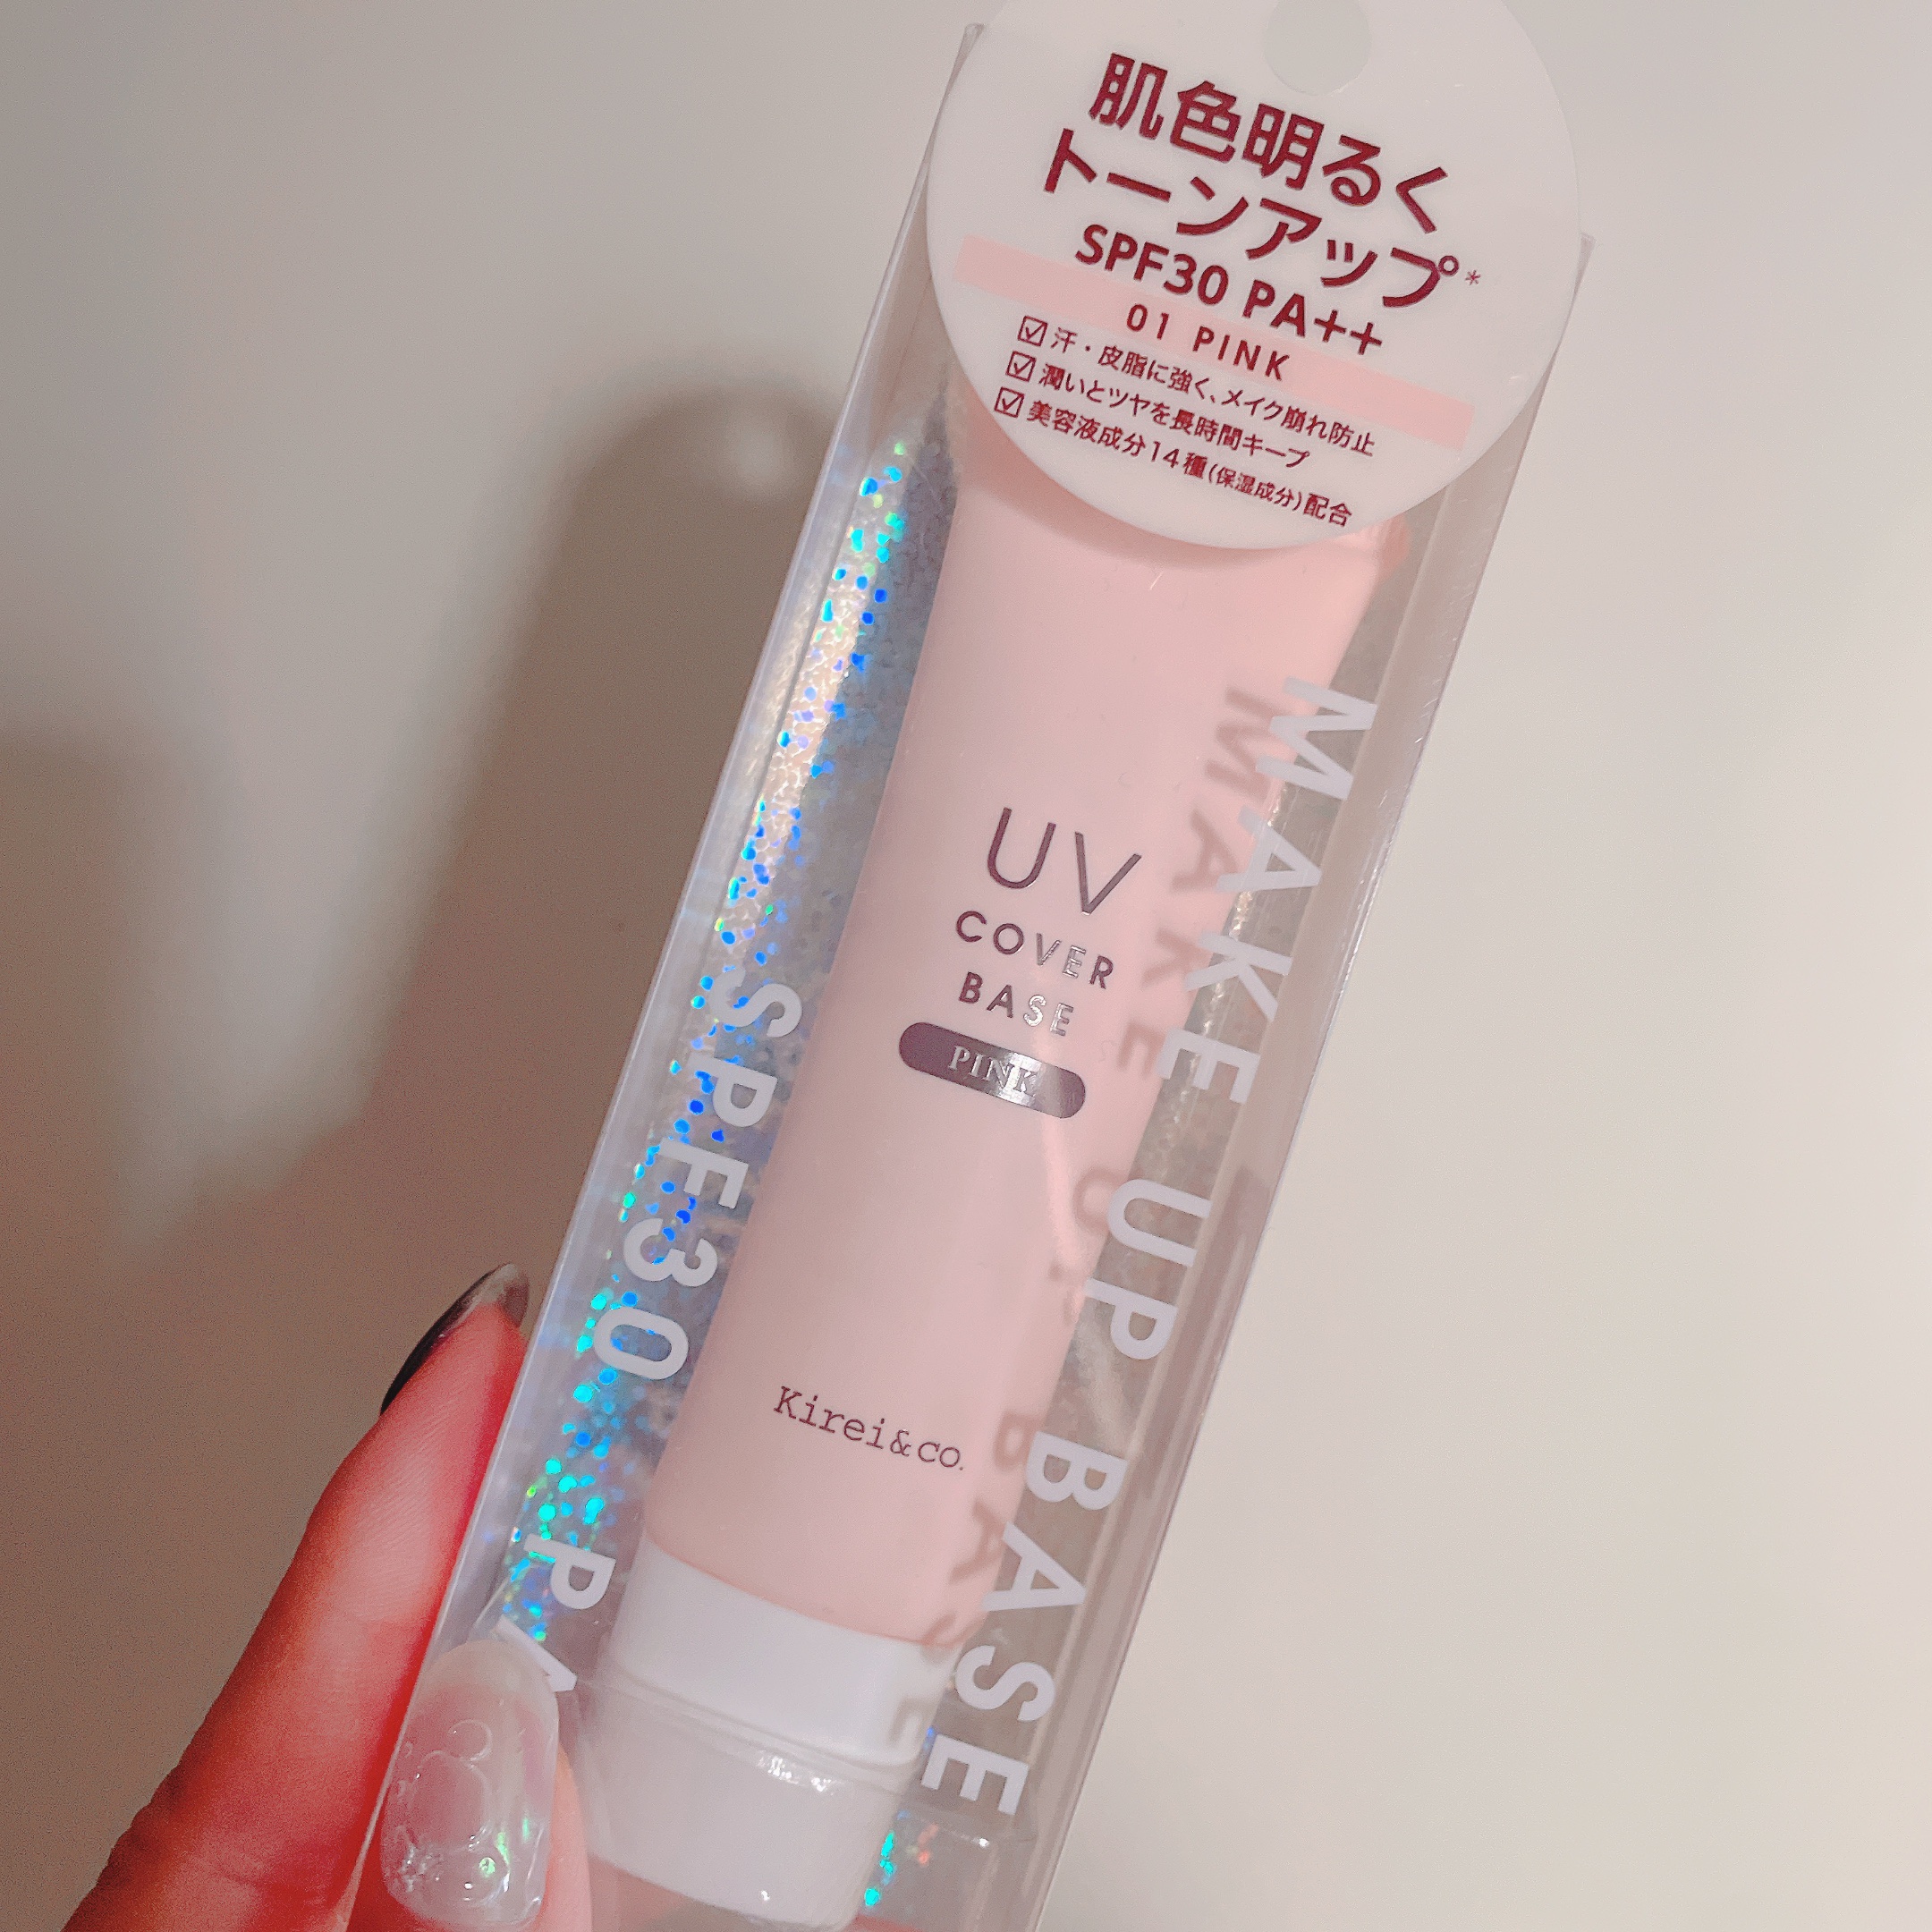 肌色明るく
トーンアップ*
SPF30 PA++
01 PINK
☑ 汗・皮脂に強く、メイク崩れ防止
☑ 潤いとツヤを長時間キープ
☑ 美容液成分14種(保湿成分)配合
UV
COVER
BASE
PINK
Kirei&co.
MAKE UP BASE
SPF30 PA